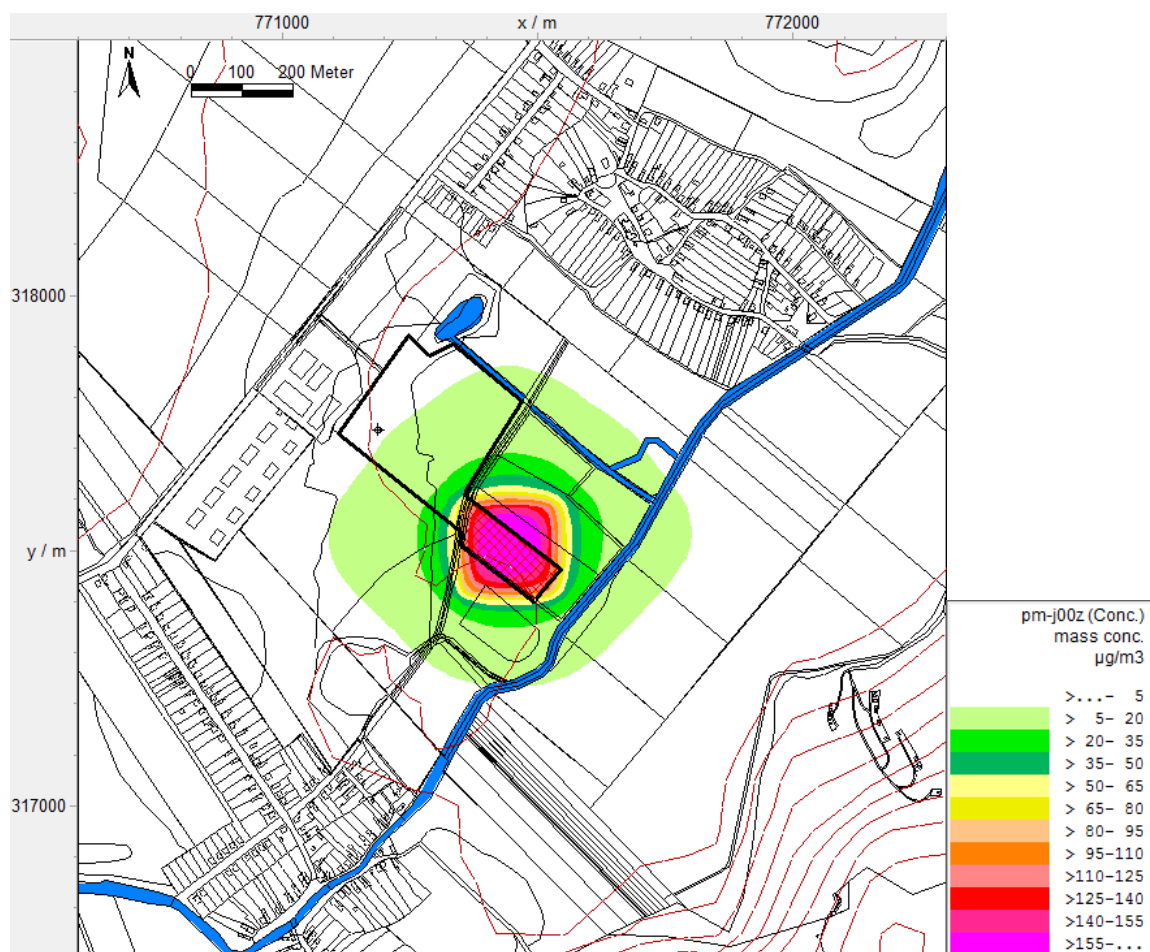 771000 x / m 772000
N
0 100 200 Meter
318000
y / m
317000
pm-j00z (Conc.)
mass conc.
µg/m3
>...- 5
> 5- 20
> 20- 35
> 35- 50
> 50- 65
> 65- 80
> 80- 95
> 95-110
>110-125
>125-140
>140-155
>155-...